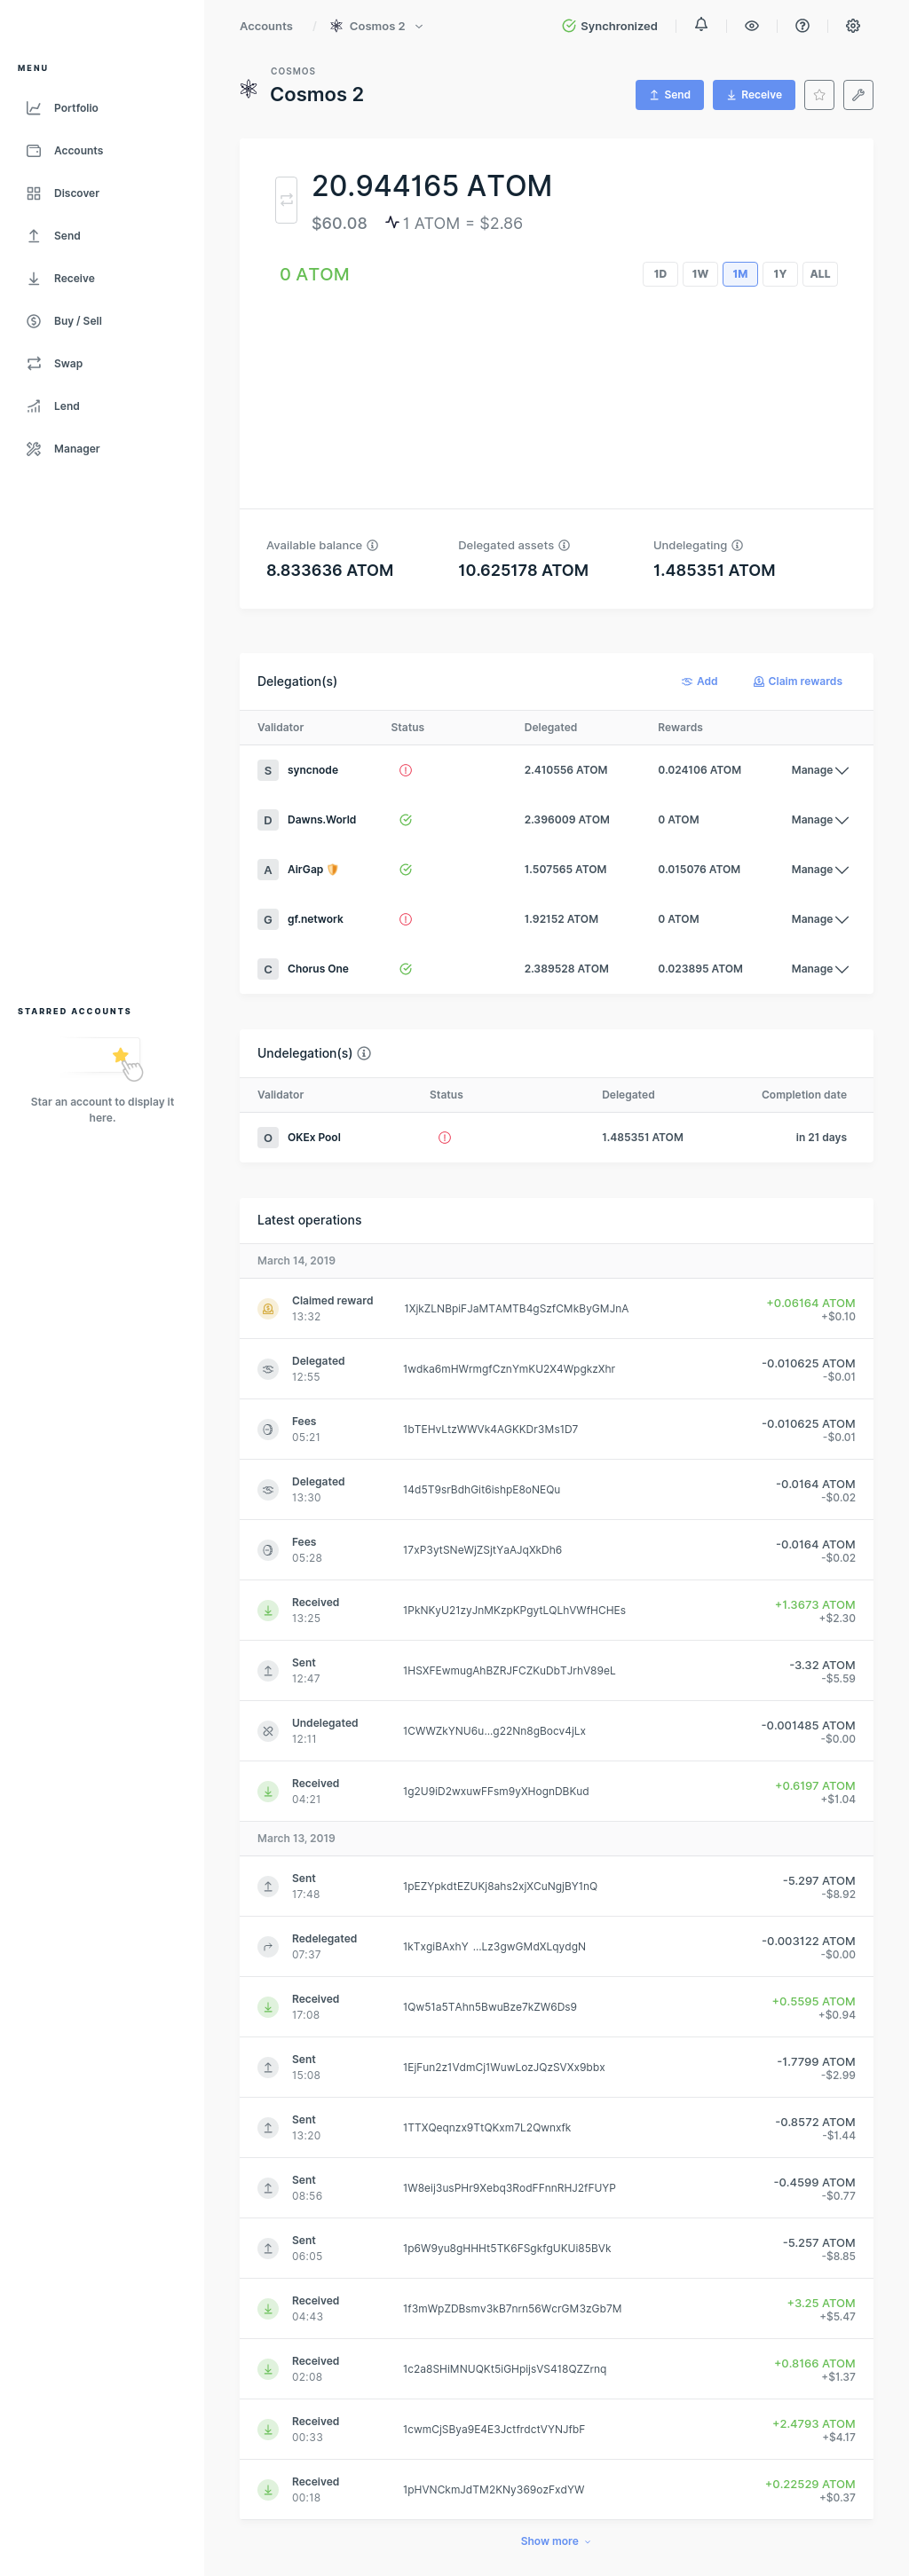 Accounts / Cosmos 2
Synchronized
MENU
Portfolio
Accounts
Discover
Send
Receive
Buy / Sell
Swap
Lend
Manager
STARRED ACCOUNTS
Star an account to display it
here.
COSMOS
Cosmos 2
Send
Receive
20.944165 ATOM
$60.08 1 ATOM = $2.86
0 ATOM
1D 1W 1M 1Y ALL
Available balance Delegated assets Undelegating
8.833636 ATOM 10.625178 ATOM 1.485351 ATOM
Delegation(s) Add Claim rewards
Validator Status Delegated Rewards
S syncnode 2.410556 ATOM 0.024106 ATOM Manage
D Dawns.World 2.396009 ATOM 0 ATOM Manage
A AirGap 1.507565 ATOM 0.015076 ATOM Manage
G gf.network 1.92152 ATOM 0 ATOM Manage
C Chorus One 2.389528 ATOM 0.023895 ATOM Manage
Undelegation(s)
Validator Status Delegated Completion date
O OKEx Pool 1.485351 ATOM in 21 days
Latest operations
March 14, 2019
Claimed reward 1XjkZLNBpiFJaMTAMTB4gSzfCMkByGMJnA +0.06164 ATOM
13:32 +$0.10
Delegated 1wdka6mHWrmgfCznYmKU2X4WpgkzXhr -0.010625 ATOM
12:55 -$0.01
Fees 1bTEHvLtzWWVk4AGKKDr3Ms1D7 -0.010625 ATOM
05:21 -$0.01
Delegated 14d5T9srBdhGit6ishpE8oNEQu -0.0164 ATOM
13:30 -$0.02
Fees 17xP3ytSNeWjZSjtYaAJqXkDh6 -0.0164 ATOM
05:28 -$0.02
Received 1PkNKyU21zyJnMKzpKPgytLQLhVWfHCHEs +1.3673 ATOM
13:25 +$2.30
Sent 1HSXFEwmugAhBZRJFCZKuDbTJrhV89eL -3.32 ATOM
12:47 -$5.59
Undelegated 1CWWZkYNU6u...g22Nn8gBocv4jLx -0.001485 ATOM
12:11 -$0.00
Received 1g2U9iD2wxuwFFsm9yXHognDBKud +0.6197 ATOM
04:21 +$1.04
March 13, 2019
Sent 1pEZYpkdtEZUKj8ahs2xjXCuNgjBY1nQ -5.297 ATOM
17:48 -$8.92
Redelegated 1kTxgiBAxhY ...Lz3gwGMdXLqydgN -0.003122 ATOM
07:37 -$0.00
Received 1Qw51a5TAhn5BwuBze7kZW6Ds9 +0.5595 ATOM
17:08 +$0.94
Sent 1EjFun2z1VdmCj1WuwLozJQzSVXx9bbx -1.7799 ATOM
15:08 -$2.99
Sent 1TTXQeqnzx9TtQKxm7L2Qwnxfk -0.8572 ATOM
13:20 -$1.44
Sent 1W8eij3usPHr9Xebq3RodFFnnRHJ2fFUYP -0.4599 ATOM
08:56 -$0.77
Sent 1p6W9yu8gHHHt5TK6FSgkfgUKUi85BVk -5.257 ATOM
06:05 -$8.85
Received 1f3mWpZDBsmv3kB7nrn56WcrGM3zGb7M +3.25 ATOM
04:43 +$5.47
Received 1c2a8SHiMNUQKt5iGHpijsVS418QZZrnq +0.8166 ATOM
02:08 +$1.37
Received 1cwmCjSBya9E4E3JctfrdctVYNJfbF +2.4793 ATOM
00:33 +$4.17
Received 1pHVNCkmJdTM2KNy369ozFxdYW +0.22529 ATOM
00:18 +$0.37
Show more